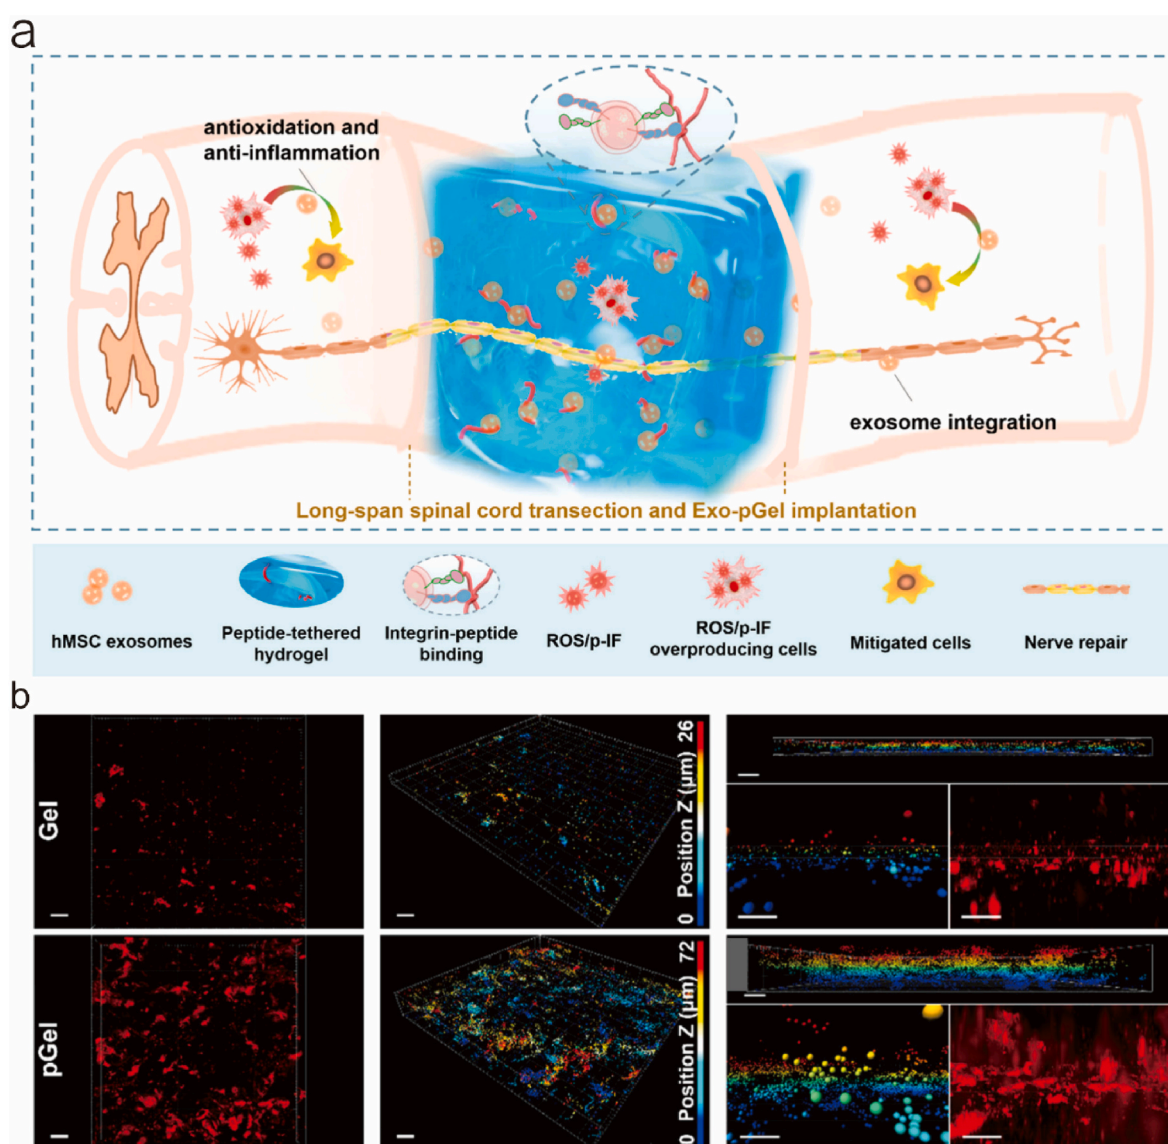 a
antioxidation and
anti-inflammation
exosome integration
Long-span spinal cord transection and Exo-pGel implantation
hMSC exosomes
Peptide-tethered
hydrogel
Integrin-peptide
binding
ROS/p-IF
ROS/p-IF
overproducing cells
Mitigated cells
Nerve repair
b
Gel
0 Position Z (μm) 26
pGel
0 Position Z (μm) 72